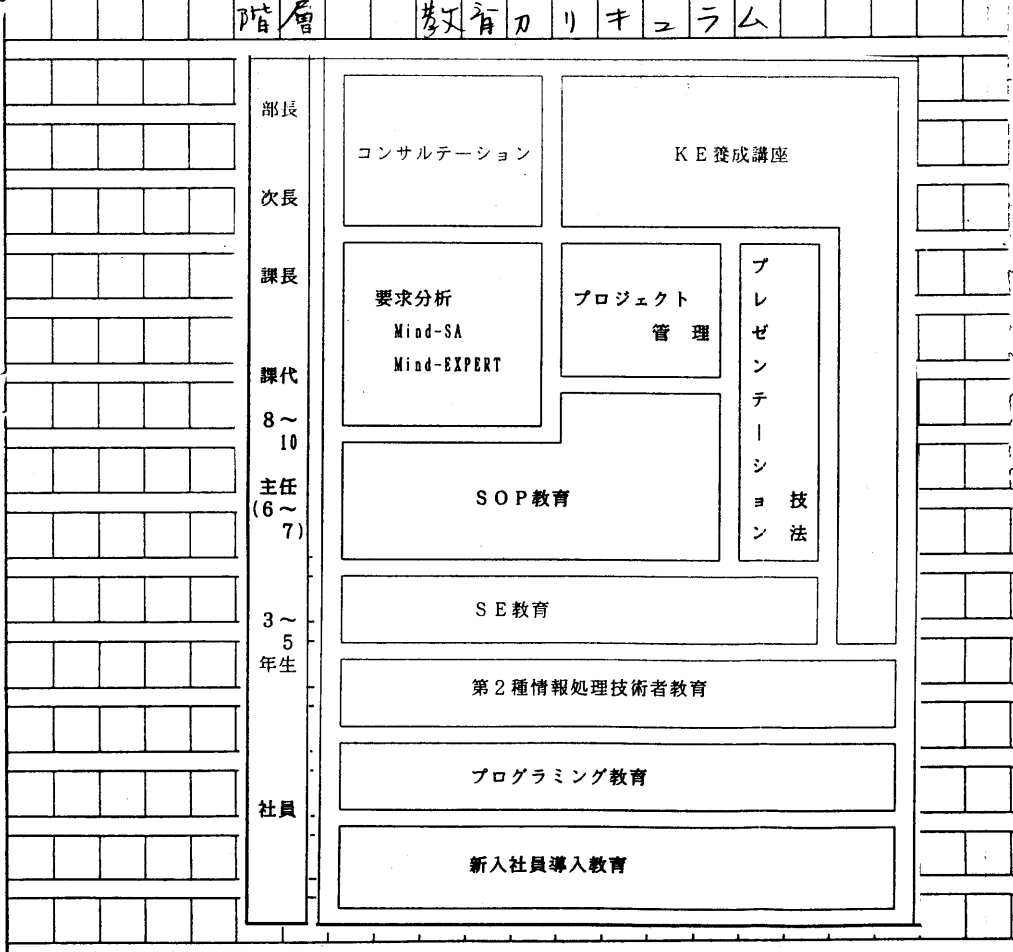 階層 教育カリキュラム
部長
次長
課長
課代
8～
10
主任
(6～
7)
3～
5
年生
社員
コンサルテーション
KE養成講座
要求分析
Mind-SA
Mind-EXPERT
プロジェクト
管理
プレゼンテーション
技法
SOP教育
SE教育
第2種情報処理技術者教育
プログラミング教育
新入社員導入教育